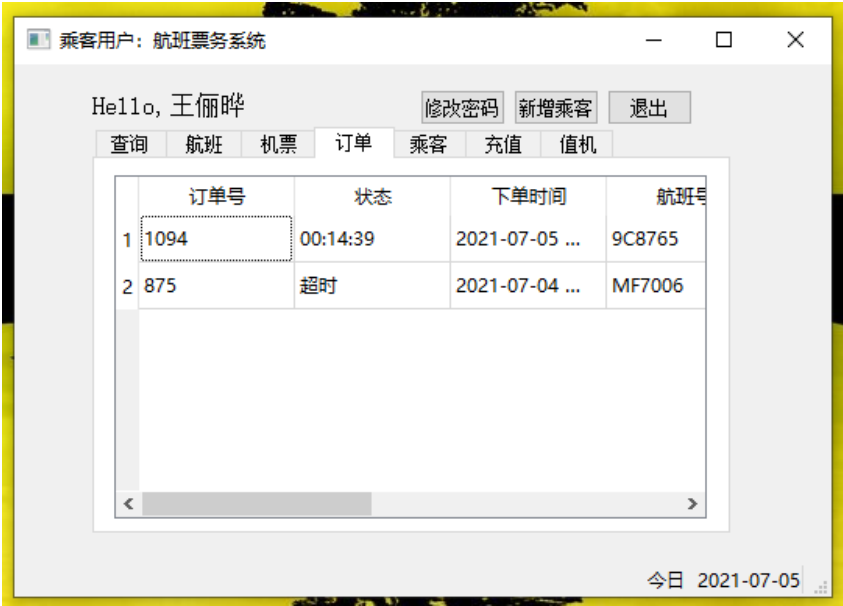 乘客用户：航班票务系统
Hello, 王俪晔 修改密码 新增乘客 退出
查询 航班 机票 订单 乘客 充值 值机
订单号 状态 下单时间 航班号
1 1094 00:14:39 2021-07-05 ... 9C8765
2 875 超时 2021-07-04 ... MF7006
今日 2021-07-05